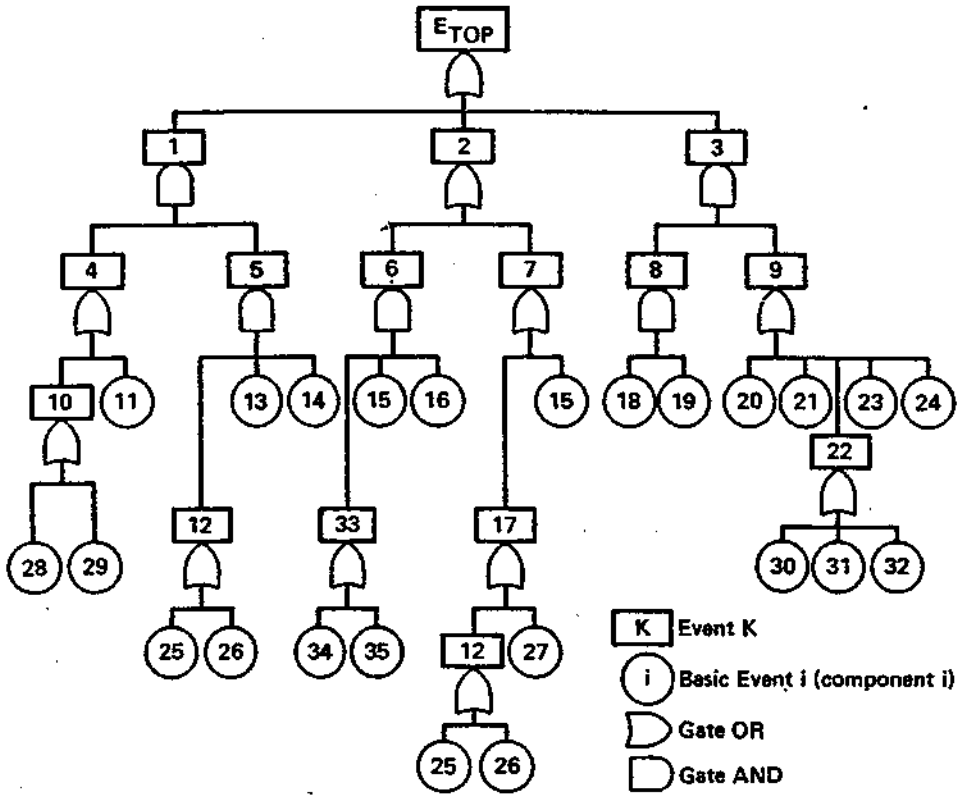 E TOP
1 2 3
4 5 6 7 8 9
10 11 13 14 15 16 15 18 19 20 21 23 24
22
12 33 17
28 29 30 31 32
K Event K
25 26 34 35 12 27
i Basic Event i (component i)
Gate OR
25 26
Gate AND